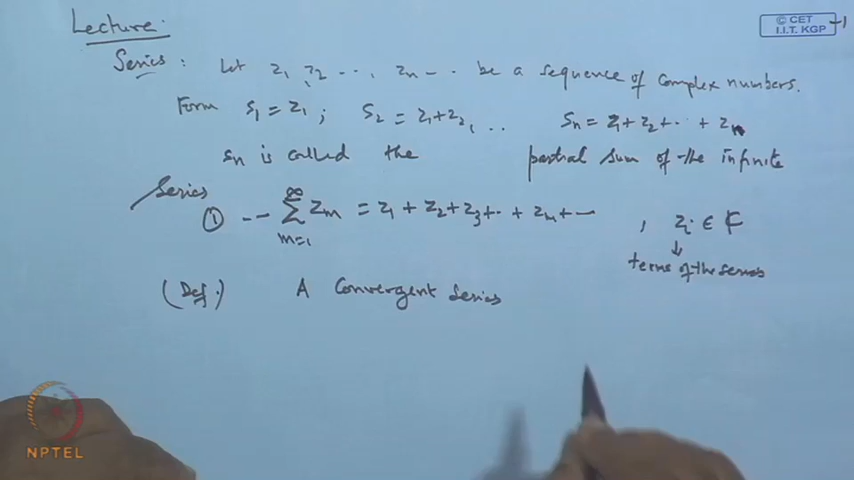 Lecture.
© CET
I.I.T. KGP
Series : Let z1 z2 ..., zn ... be a sequence of Complex numbers.
Form s1 = z1 ; s2 = z1+z2, .. sn = z1+z2+...+zn
sn is called the partial sum of the infinite
Series
① -- ∞ Σ m=1 zm = z1 + z2+z3+..+ zn+ -- , zi ∈ ₵
↓
terms of the series
(Def.) A Convergent Series
NPTEL